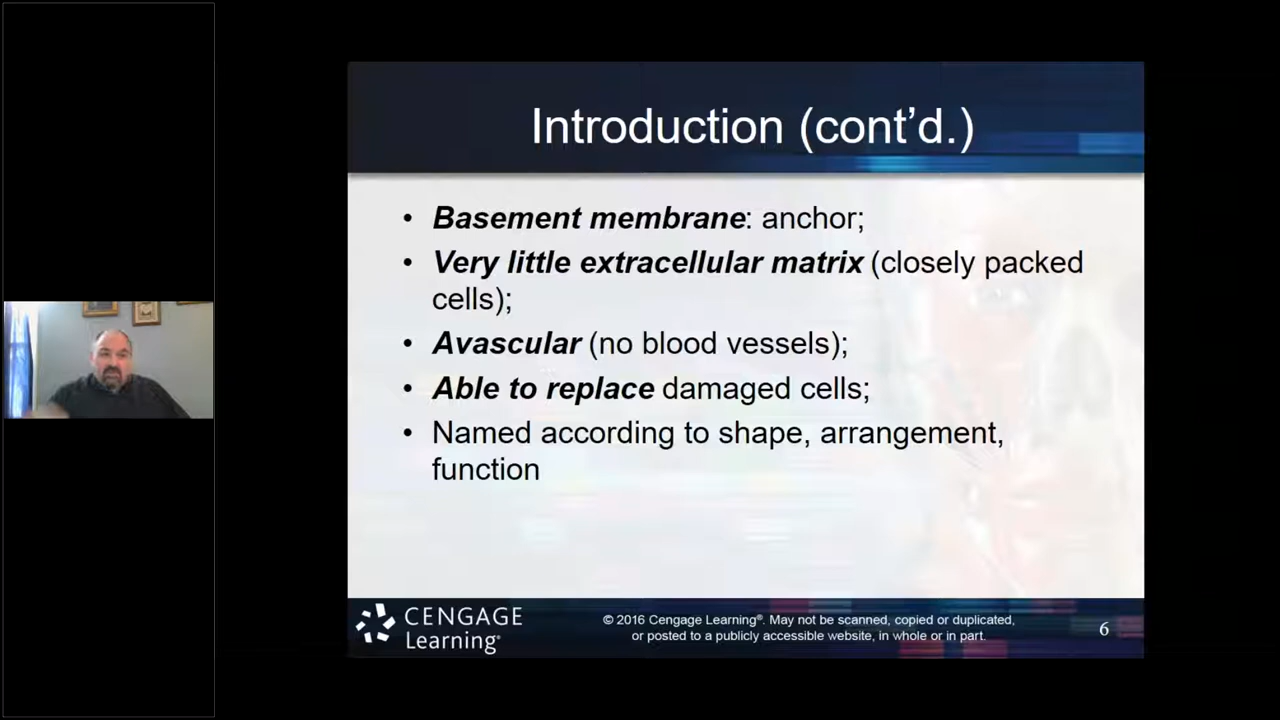 Introduction (cont’d.)
• Basement membrane: anchor;
• Very little extracellular matrix (closely packed
cells);
• Avascular (no blood vessels);
• Able to replace damaged cells;
• Named according to shape, arrangement,
function
CENGAGE
Learning®
© 2016 Cengage Learning®. May not be scanned, copied or duplicated,
or posted to a publicly accessible website, in whole or in part.
6